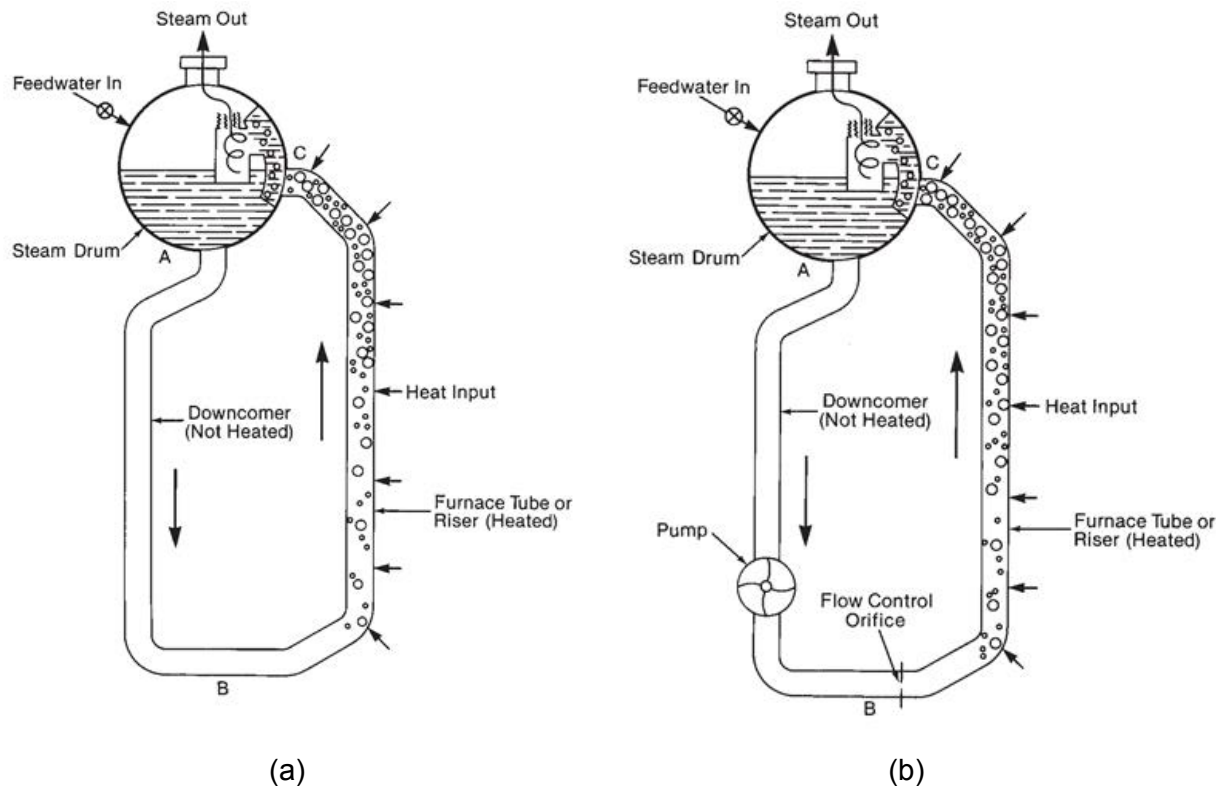 Steam Out
Feedwater In
C
Steam Drum
A
Heat Input
Downcomer
(Not Heated)
Furnace Tube or
Riser (Heated)
B
(a)
Steam Out
Feedwater In
C
Steam Drum
A
Downcomer
(Not Heated)
Heat Input
Pump
Furnace Tube or
Riser (Heated)
Flow Control
Orifice
B
(b)